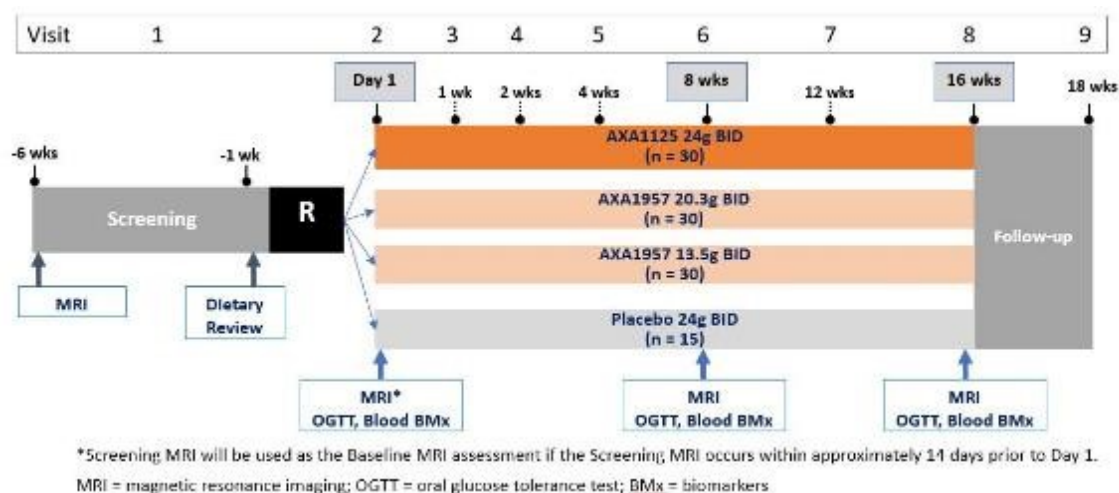 Visit 1 2 3 4 5 6 7 8 9
Day 1 1 wk 2 wks 4 wks 8 wks 12 wks 16 wks 18 wks
AXA1125 24g BID
(n = 30)
-6 wks -1 wk
Screening R
AXA1957 20.3g BID
(n = 30)
Follow-up
AXA1957 13.5g BID
(n = 30)
MRI
Dietary
Review
Placebo 24g BID
(n = 15)
MRI*
OGTT, Blood BMx
MRI
OGTT, Blood BMx
MRI
OGTT, Blood BMx
*Screening MRI will be used as the Baseline MRI assessment if the Screening MRI occurs within approximately 14 days prior to Day 1.
MRI = magnetic resonance imaging; OGTT = oral glucose tolerance test; BMx = biomarkers